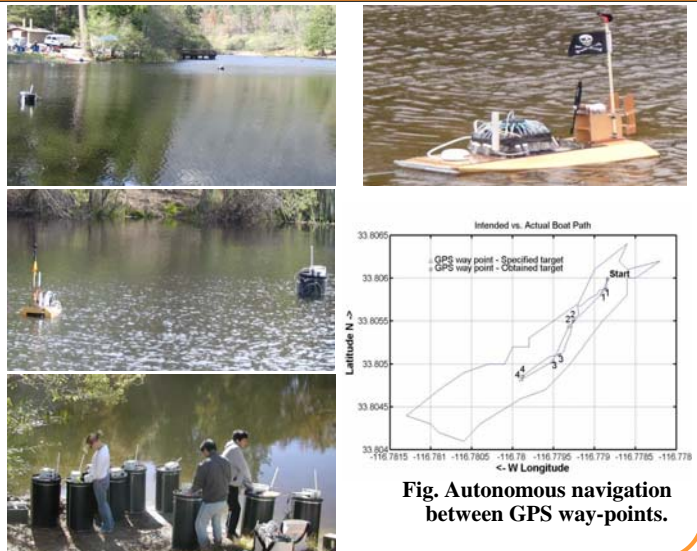 Intended vs. Actual Boat Path
GPS way point - Specified target
GPS way point - Obtained target
Start
1
1
2
2
3
3
4
4
33.8065
33.806
33.8055
33.805
33.8045
33.804
Latitude N ->
-116.7815 -116.781 -116.7805 -116.78 -116.7795 -116.779 -116.7785 -116.778
<- W Longitude
Fig. Autonomous navigation
between GPS way-points.